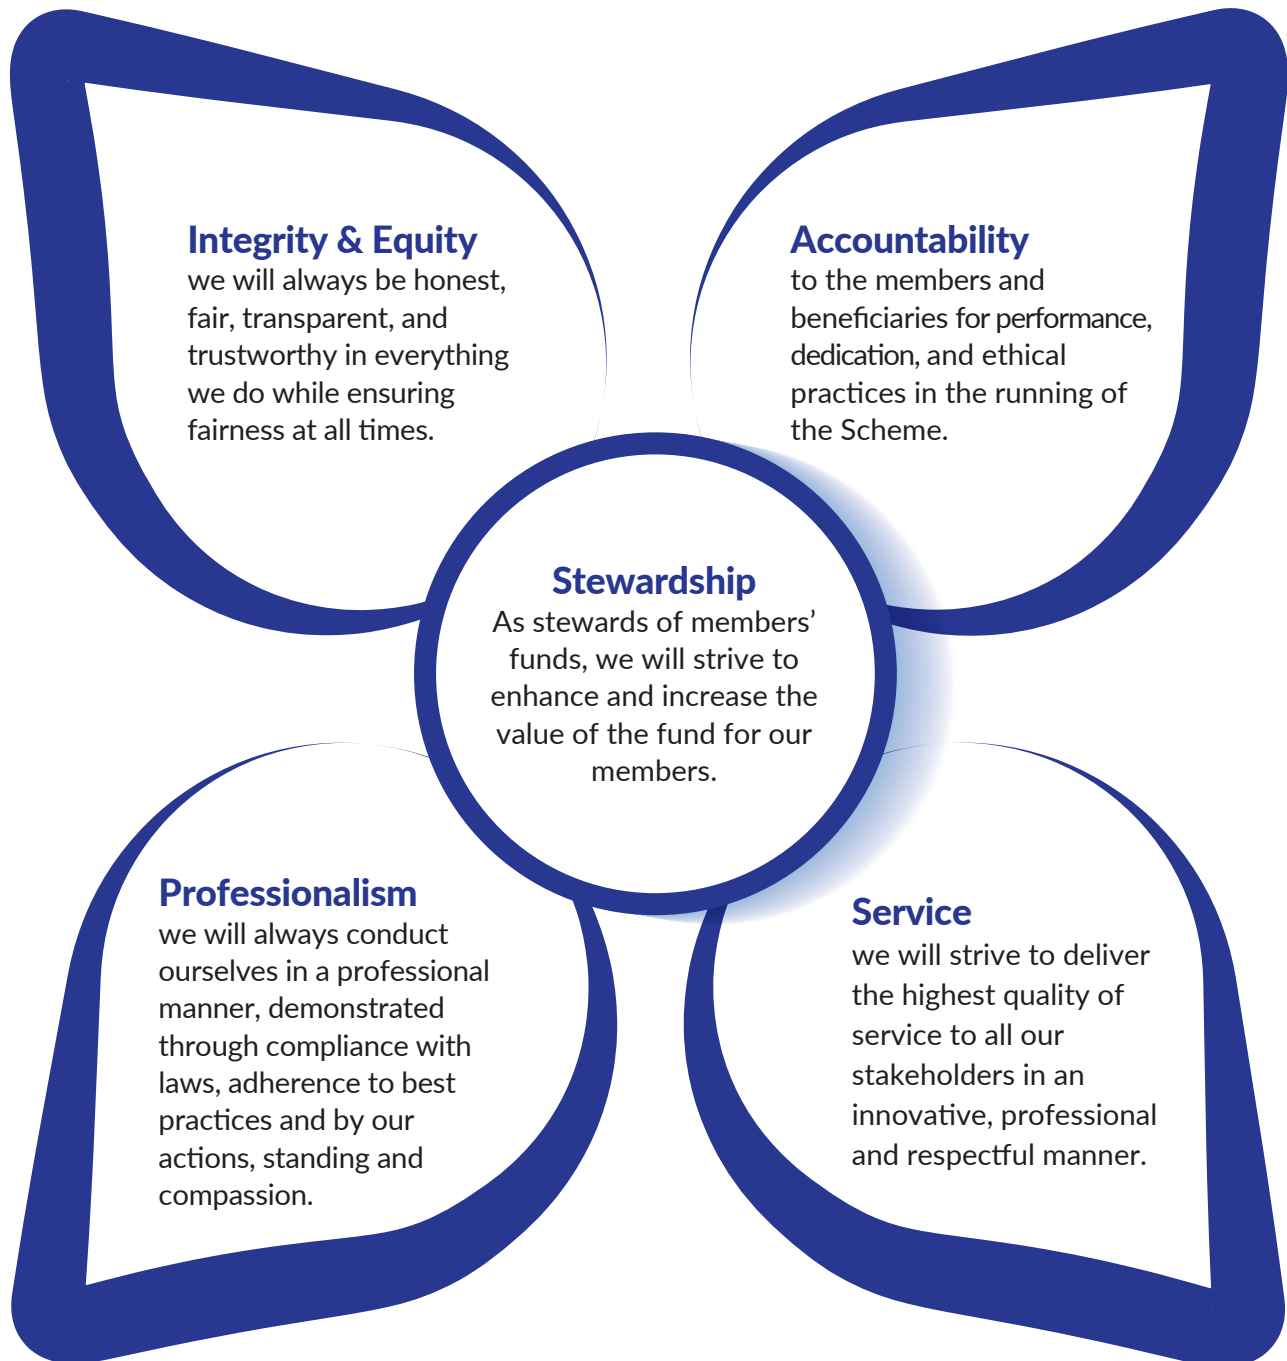 Integrity & Equity
we will always be honest,
fair, transparent, and
trustworthy in everything
we do while ensuring
fairness at all times.
Accountability
to the members and
beneficiaries for performance,
dedication, and ethical
practices in the running of
the Scheme.
Stewardship
As stewards of members’
funds, we will strive to
enhance and increase the
value of the fund for our
members.
Professionalism
we will always conduct
ourselves in a professional
manner, demonstrated
through compliance with
laws, adherence to best
practices and by our
actions, standing and
compassion.
Service
we will strive to deliver
the highest quality of
service to all our
stakeholders in an
innovative, professional
and respectful manner.